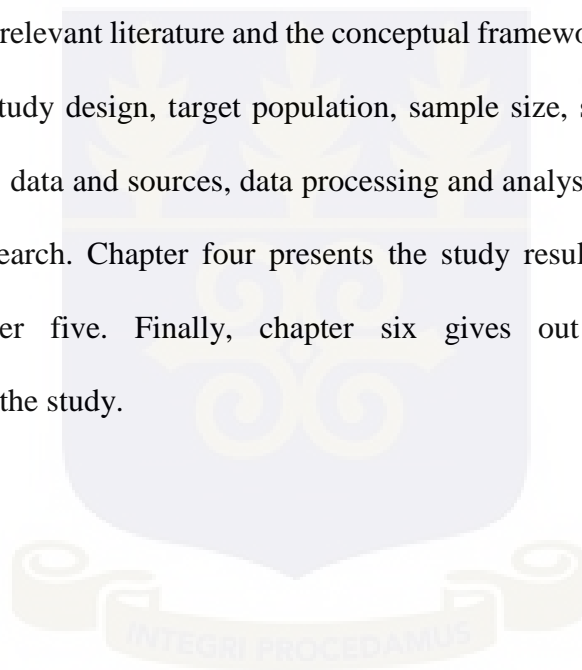 relevant literature and the conceptual framewo
tudy design, target population, sample size, s
data and sources, data processing and analys
earch. Chapter four presents the study resul
er five. Finally, chapter six gives out
the study.
INTEGRI PROCEDAMUS